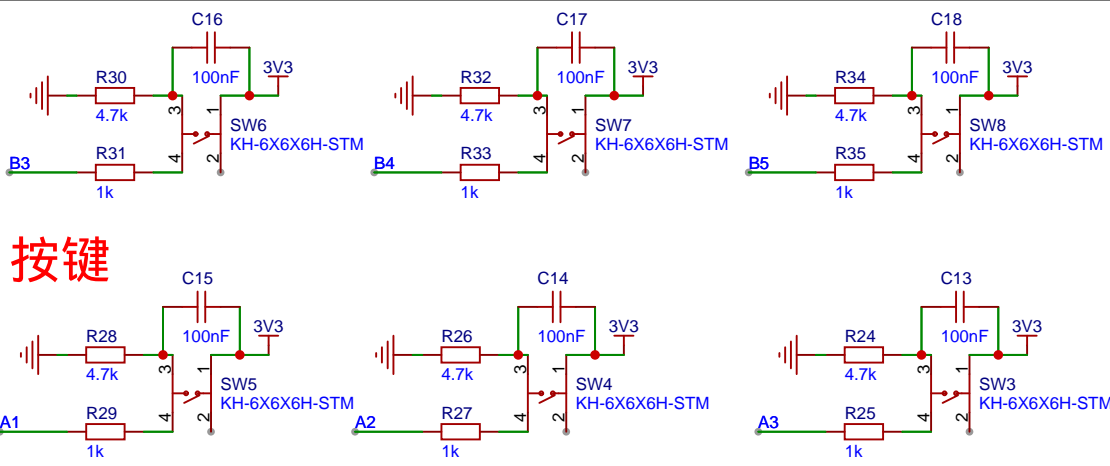 C16
100nF
3V3
R30
4.7k
3
1
SW6
KH-6X6X6H-STM
4
2
B3
R31
1k
C17
100nF
3V3
R32
4.7k
3
1
SW7
KH-6X6X6H-STM
4
2
B4
R33
1k
C18
100nF
3V3
R34
4.7k
3
1
SW8
KH-6X6X6H-STM
4
2
B5
R35
1k
按键
C15
100nF
3V3
R28
4.7k
3
1
SW5
KH-6X6X6H-STM
4
2
A1
R29
1k
C14
100nF
3V3
R26
4.7k
3
1
SW4
KH-6X6X6H-STM
4
2
A2
R27
1k
C13
100nF
3V3
R24
4.7k
3
1
SW3
KH-6X6X6H-STM
4
2
A3
R25
1k